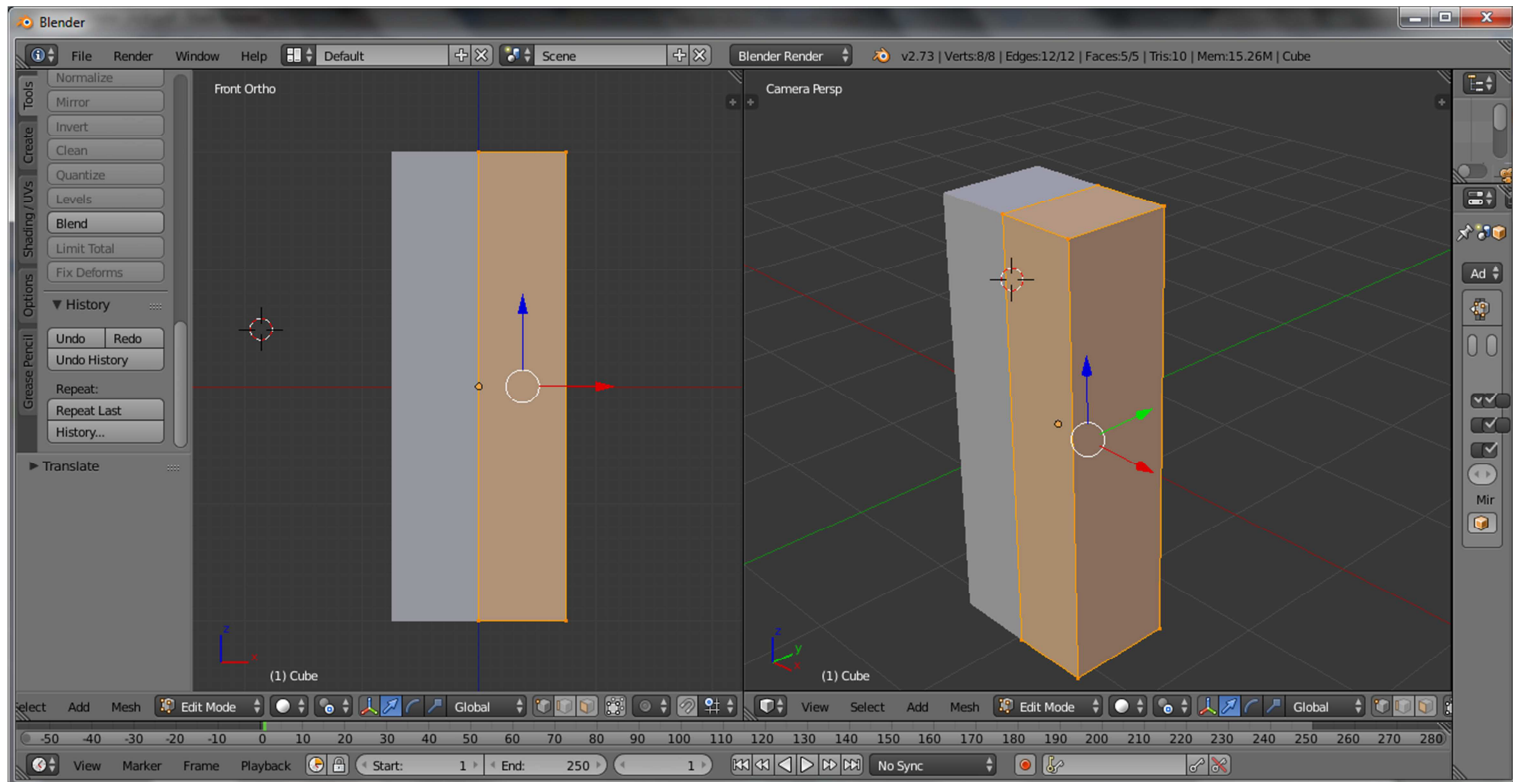 Blender
File Render Window Help Default Scene Blender Render v2.73 | Verts:8/8 | Edges:12/12 | Faces:5/5 | Tris:10 | Mem:15.26M | Cube
Tools
Create
Shading / UVs
Options
Grease Pencil
Normalize
Mirror
Invert
Clean
Quantize
Levels
Blend
Limit Total
Fix Deforms
▼ History
Undo Redo
Undo History
Repeat:
Repeat Last
History...
▶ Translate
Front Ortho
z
x
(1) Cube
Camera Persp
z
y
x
(1) Cube
Ad
Mir
elect Add Mesh Edit Mode Global
View Select Add Mesh Edit Mode Global
-50 -40 -30 -20 -10 0 10 20 30 40 50 60 70 80 90 100 110 120 130 140 150 160 170 180 190 200 210 220 230 240 250 260 270 280
View Marker Frame Playback Start: 1 End: 250 1 No Sync